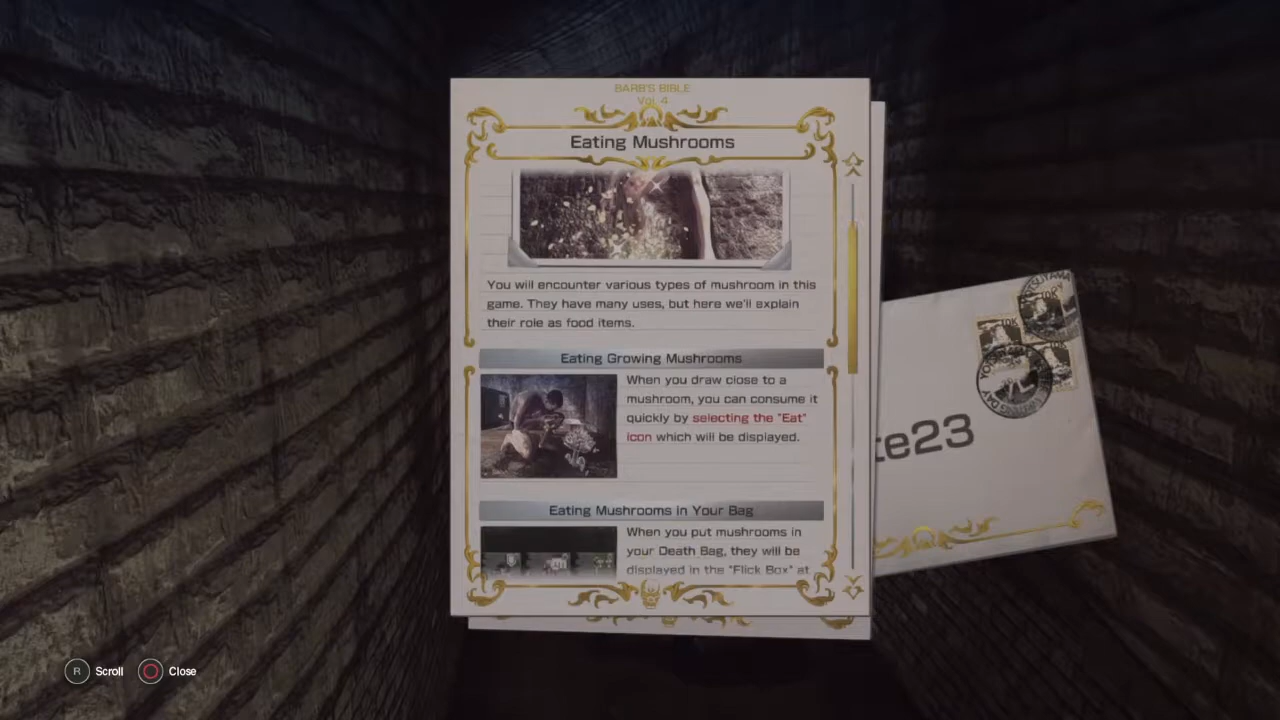 BARB'S BIBLE
Vol. 4
Eating Mushrooms
You will encounter various types of mushroom in this
game. They have many uses, but here we'll explain
their role as food items.
Eating Growing Mushrooms
When you draw close to a
mushroom, you can consume it
quickly by selecting the "Eat"
icon which will be displayed.
Eating Mushrooms in Your Bag
When you put mushrooms in
your Death Bag, they will be
displayed in the "Flick Box" at
te23
R Scroll Close